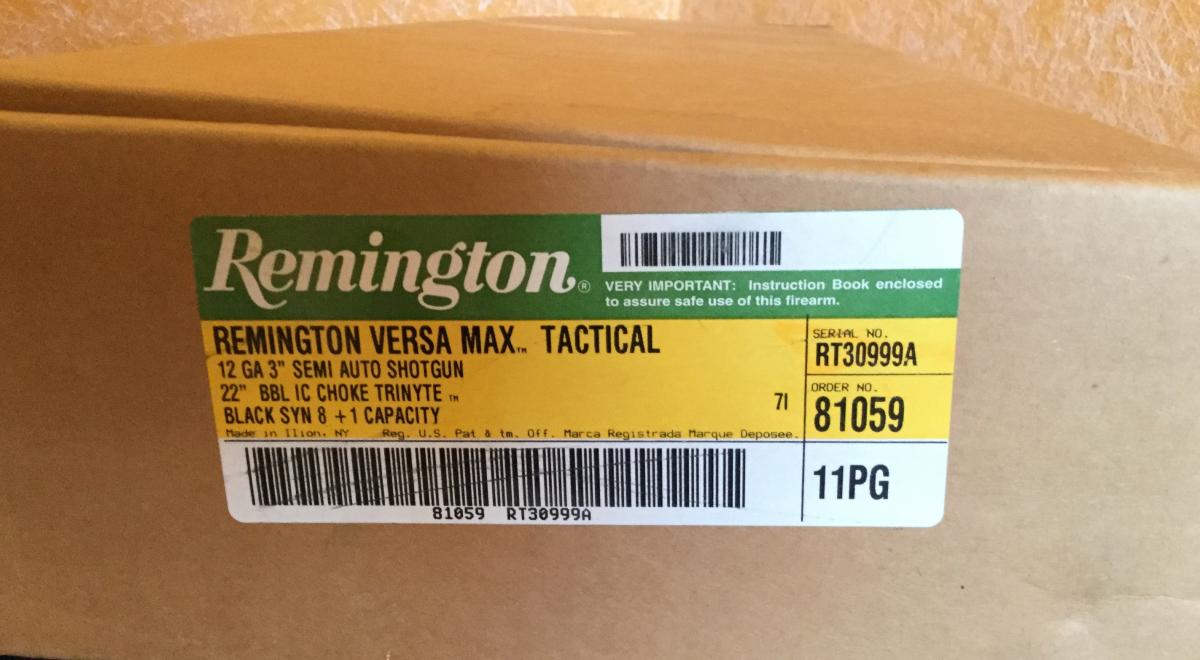 Remington®
VERY IMPORTANT: Instruction Book enclosed
to assure safe use of this firearm.
REMINGTON VERSA MAX™ TACTICAL
12 GA 3" SEMI AUTO SHOTGUN
22" BBL IC CHOKE TRINYTE™
BLACK SYN 8 +1 CAPACITY
71
Made in Ilion, NY Reg. U.S. Pat & tm. Off. Marca Registrada Marque Deposee.
SERIAL NO.
RT30999A
ORDER NO.
81059
11PG
81059 RT30999A